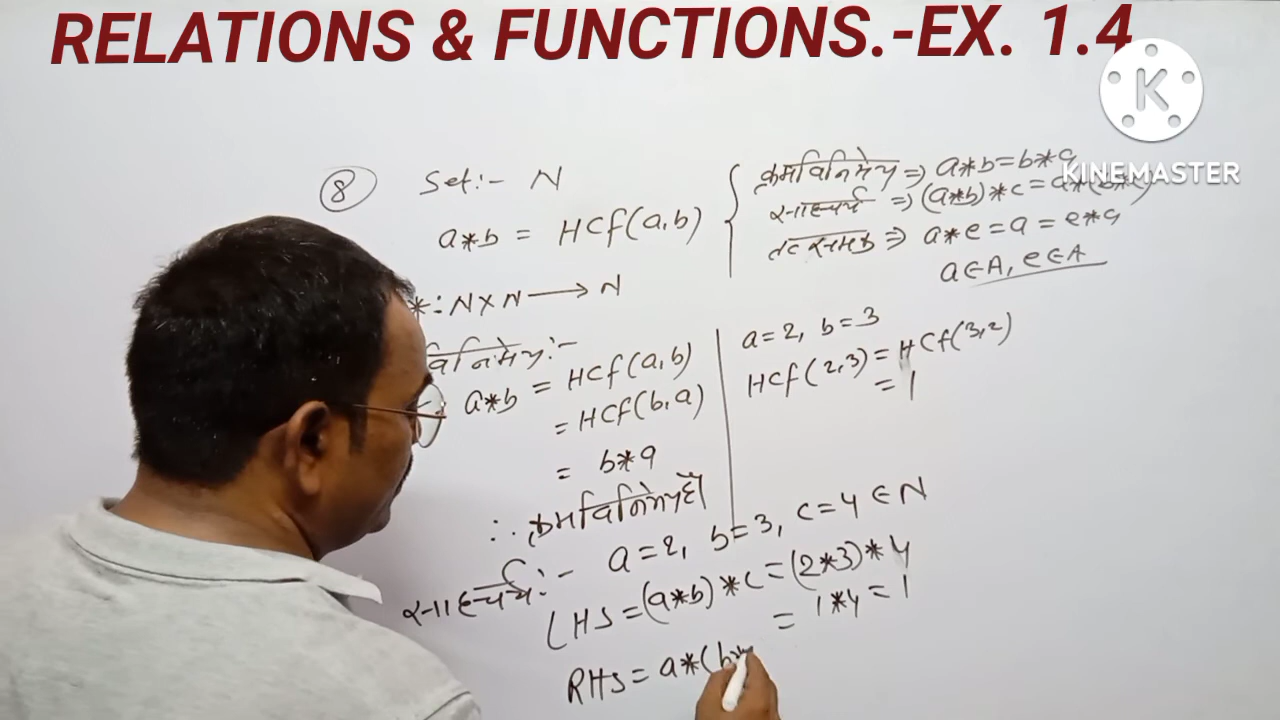 RELATIONS & FUNCTIONS.-EX. 1.4
K
KINEMASTER
8 Set:- N
a*b = HCf(a,b)
क्रमविनिमेय => a*b=b*a
साहचर्य => (a*b)*c=a*(b*c)
तत्समक => a*e=a=e*a
a∈A, e∈A
*: N×N → N
विनिमेय:-
a*b = HCf(a,b)
= HCf(b,a)
= b*a
∴ क्रमविनिमेय है
a=2, b=3
HCf(2,3)=HCf(3,2)
= 1
साहचर्य:- a=2, b=3, c=4 ∈ N
LHS=(a*b)*c=(2*3)*4
= 1*4=1
RHS= a*(b*